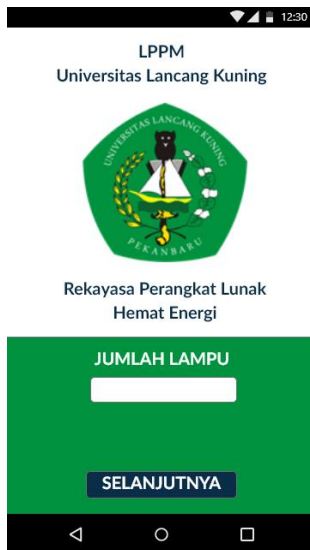 12:30
LPPM
Universitas Lancang Kuning
UNIVERSITAS LANCANG KUNING
PEKANBARU
Rekayasa Perangkat Lunak
Hemat Energi
JUMLAH LAMPU
SELANJUTNYA